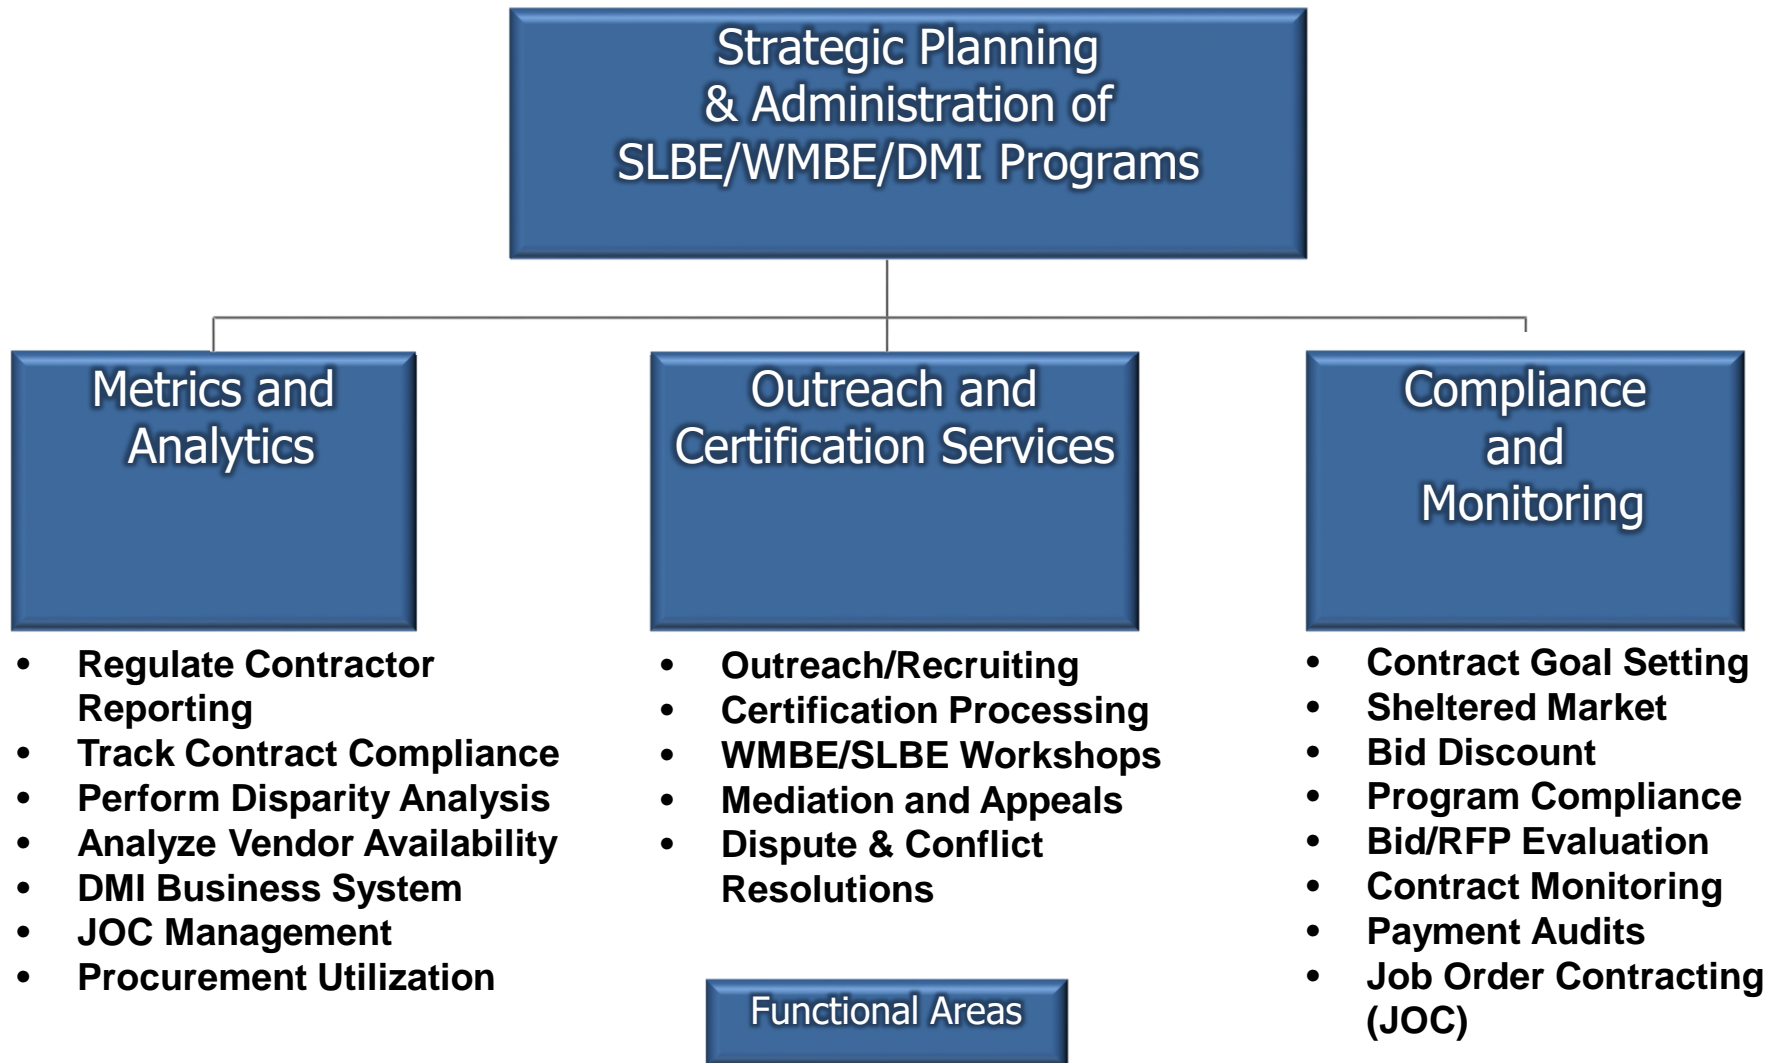 Strategic Planning
& Administration of
SLBE/WMBE/DMI Programs
Metrics and
Analytics
• Regulate Contractor
Reporting
• Track Contract Compliance
• Perform Disparity Analysis
• Analyze Vendor Availability
• DMI Business System
• JOC Management
• Procurement Utilization
Outreach and
Certification Services
• Outreach/Recruiting
• Certification Processing
• WMBE/SLBE Workshops
• Mediation and Appeals
• Dispute & Conflict
Resolutions
Compliance
and
Monitoring
• Contract Goal Setting
• Sheltered Market
• Bid Discount
• Program Compliance
• Bid/RFP Evaluation
• Contract Monitoring
• Payment Audits
• Job Order Contracting
(JOC)
Functional Areas